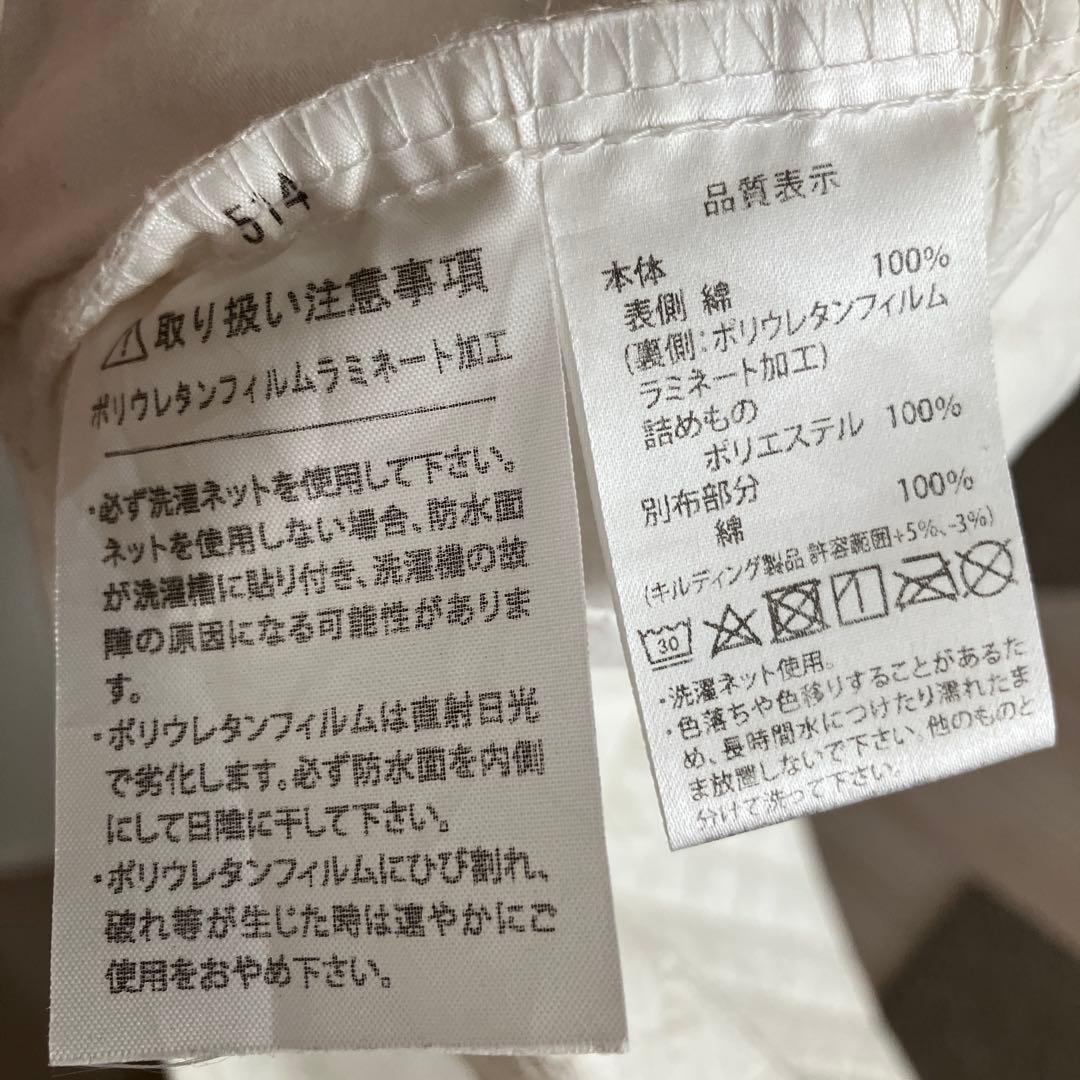 514
取り扱い注意事項
ポリウレタンフィルムラミネート加工
・必ず洗濯ネットを使用して下さい。
ネットを使用しない場合、防水面
が洗濯槽に貼り付き、洗濯機の故
障の原因になる可能性がありま
す。
・ポリウレタンフィルムは直射日光
で劣化します。必ず防水面を内側
にして日陰に干して下さい。
・ポリウレタンフィルムにひび割れ、
破れ等が生じた時は速やかにご
使用をおやめ下さい。
品質表示
本体
表側 綿 100%
(裏側:ポリウレタンフィルム
ラミネート加工)
詰めもの
ポリエステル 100%
別布部分
綿 100%
(キルディング製品 許容範囲+5%、-3%)
30
・洗濯ネット使用。
・色落ちや色移りすることがあるた
め、長時間水につけたり濡れたま
ま放置しないで下さい。他のものと
分けて洗って下さい。